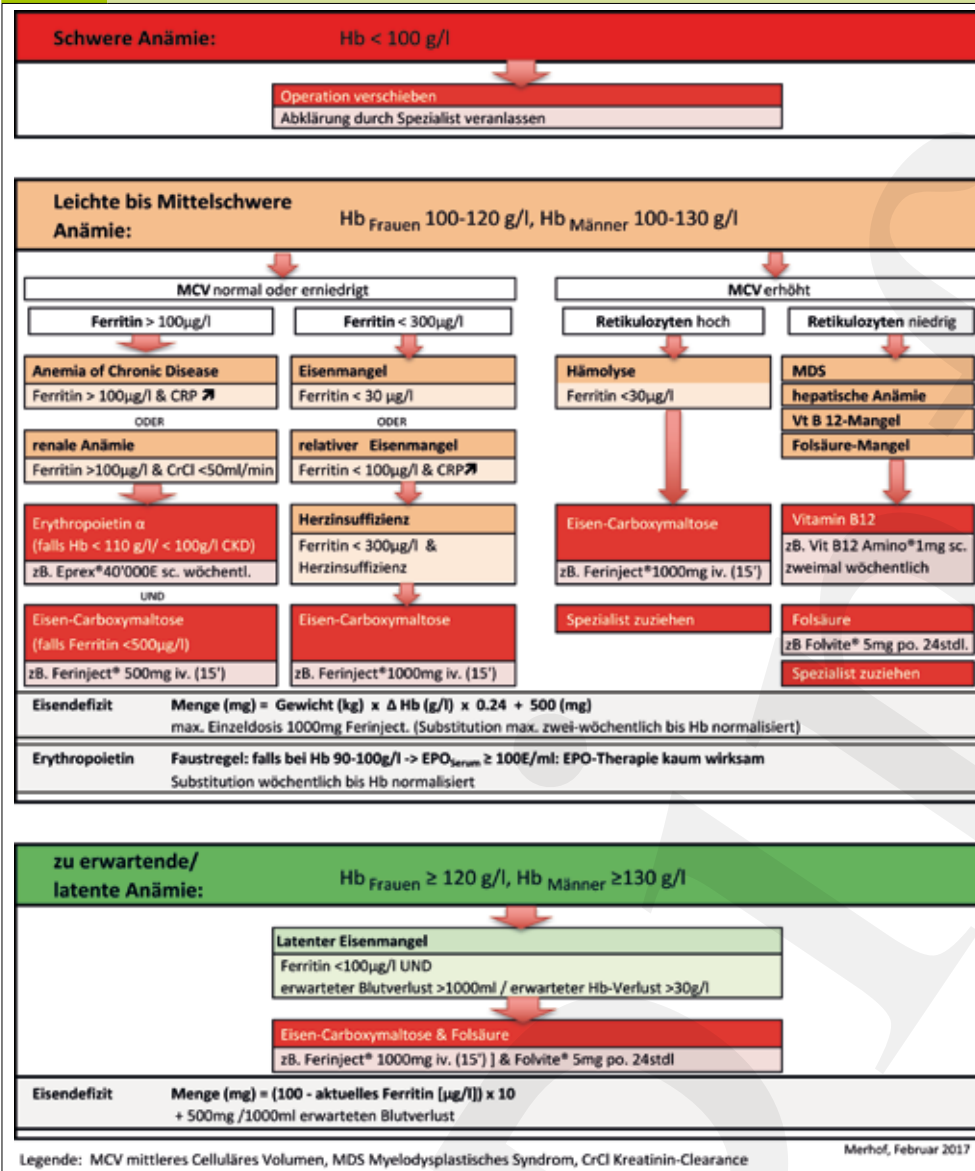 Schwere Anämie: Hb < 100 g/l
Operation verschieben
Abklärung durch Spezialist veranlassen
Leichte bis Mittelschwere
Anämie:
Hb Frauen 100-120 g/l, Hb Männer 100-130 g/l
MCV normal oder erniedrigt
Ferritin > 100µg/l
Anemia of Chronic Disease
Ferritin > 100µg/l & CRP ↗
ODER
renale Anämie
Ferritin >100µg/l & CrCl <50ml/min
Erythropoietin α
(falls Hb < 110 g/l/ < 100g/l CKD)
zB. Eprex®40'000E sc. wöchentl.
UND
Eisen-Carboxymaltose
(falls Ferritin <500µg/l)
zB. Ferinject® 500mg iv. (15')
Ferritin < 300µg/l
Eisenmangel
Ferritin < 30 µg/l
ODER
relativer Eisenmangel
Ferritin < 100µg/l & CRP↗
Herzinsuffizienz
Ferritin < 300µg/l &
Herzinsuffizienz
Eisen-Carboxymaltose
zB. Ferinject®1000mg iv. (15')
MCV erhöht
Retikulozyten hoch
Hämolyse
Ferritin <30µg/l
Eisen-Carboxymaltose
zB. Ferinject®1000mg iv. (15')
Spezialist zuziehen
Retikulozyten niedrig
MDS
hepatische Anämie
Vt B 12-Mangel
Folsäure-Mangel
Vitamin B12
zB. Vit B12 Amino®1mg sc.
zweimal wöchentlich
Folsäure
zB Folvite® 5mg po. 24stdl.
Spezialist zuziehen
Eisendefizit Menge (mg) = Gewicht (kg) x Δ Hb (g/l) x 0.24 + 500 (mg)
max. Einzeldosis 1000mg Ferinject. (Substitution max. zwei-wöchentlich bis Hb normalisiert)
Erythropoietin Faustregel: falls bei Hb 90-100g/l -> EPO Serum ≥ 100E/ml: EPO-Therapie kaum wirksam
Substitution wöchentlich bis Hb normalisiert
zu erwartende/
latente Anämie:
Hb Frauen ≥ 120 g/l, Hb Männer ≥130 g/l
Latenter Eisenmangel
Ferritin <100µg/l UND
erwarteter Blutverlust >1000ml / erwarteter Hb-Verlust >30g/l
Eisen-Carboxymaltose & Folsäure
zB. Ferinject® 1000mg iv. (15') ] & Folvite® 5mg po. 24stdl
Eisendefizit Menge (mg) = (100 - aktuelles Ferritin [µg/l]) x 10
+ 500mg /1000ml erwarteten Blutverlust
Merhof, Februar 2017
Legende: MCV mittleres Celluläres Volumen, MDS Myelodysplastisches Syndrom, CrCl Kreatinin-Clearance